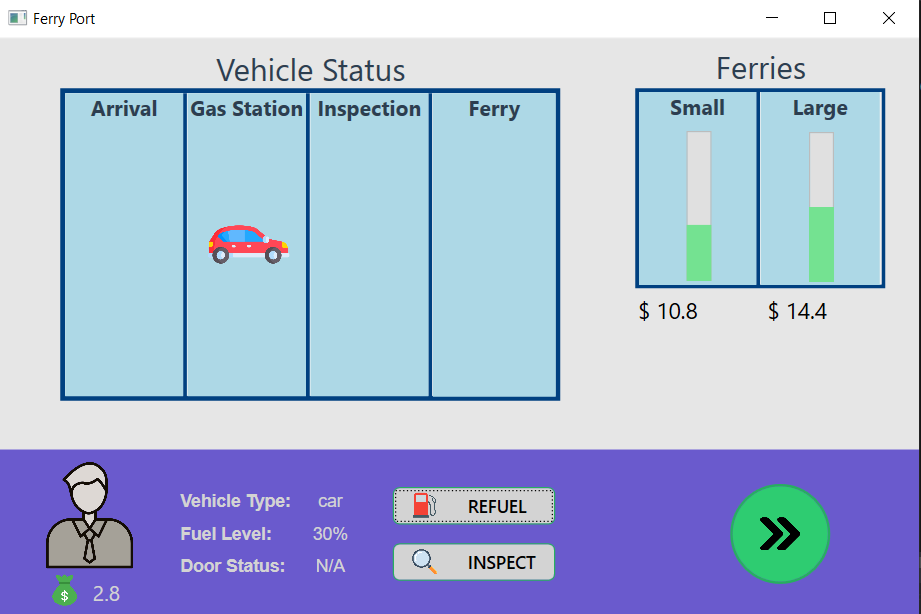 Ferry Port
Vehicle Status
Ferries
Arrival Gas Station Inspection Ferry
Small Large
$ 10.8 $ 14.4
Vehicle Type: car
Fuel Level: 30%
Door Status: N/A
REFUEL
INSPECT
$ 2.8